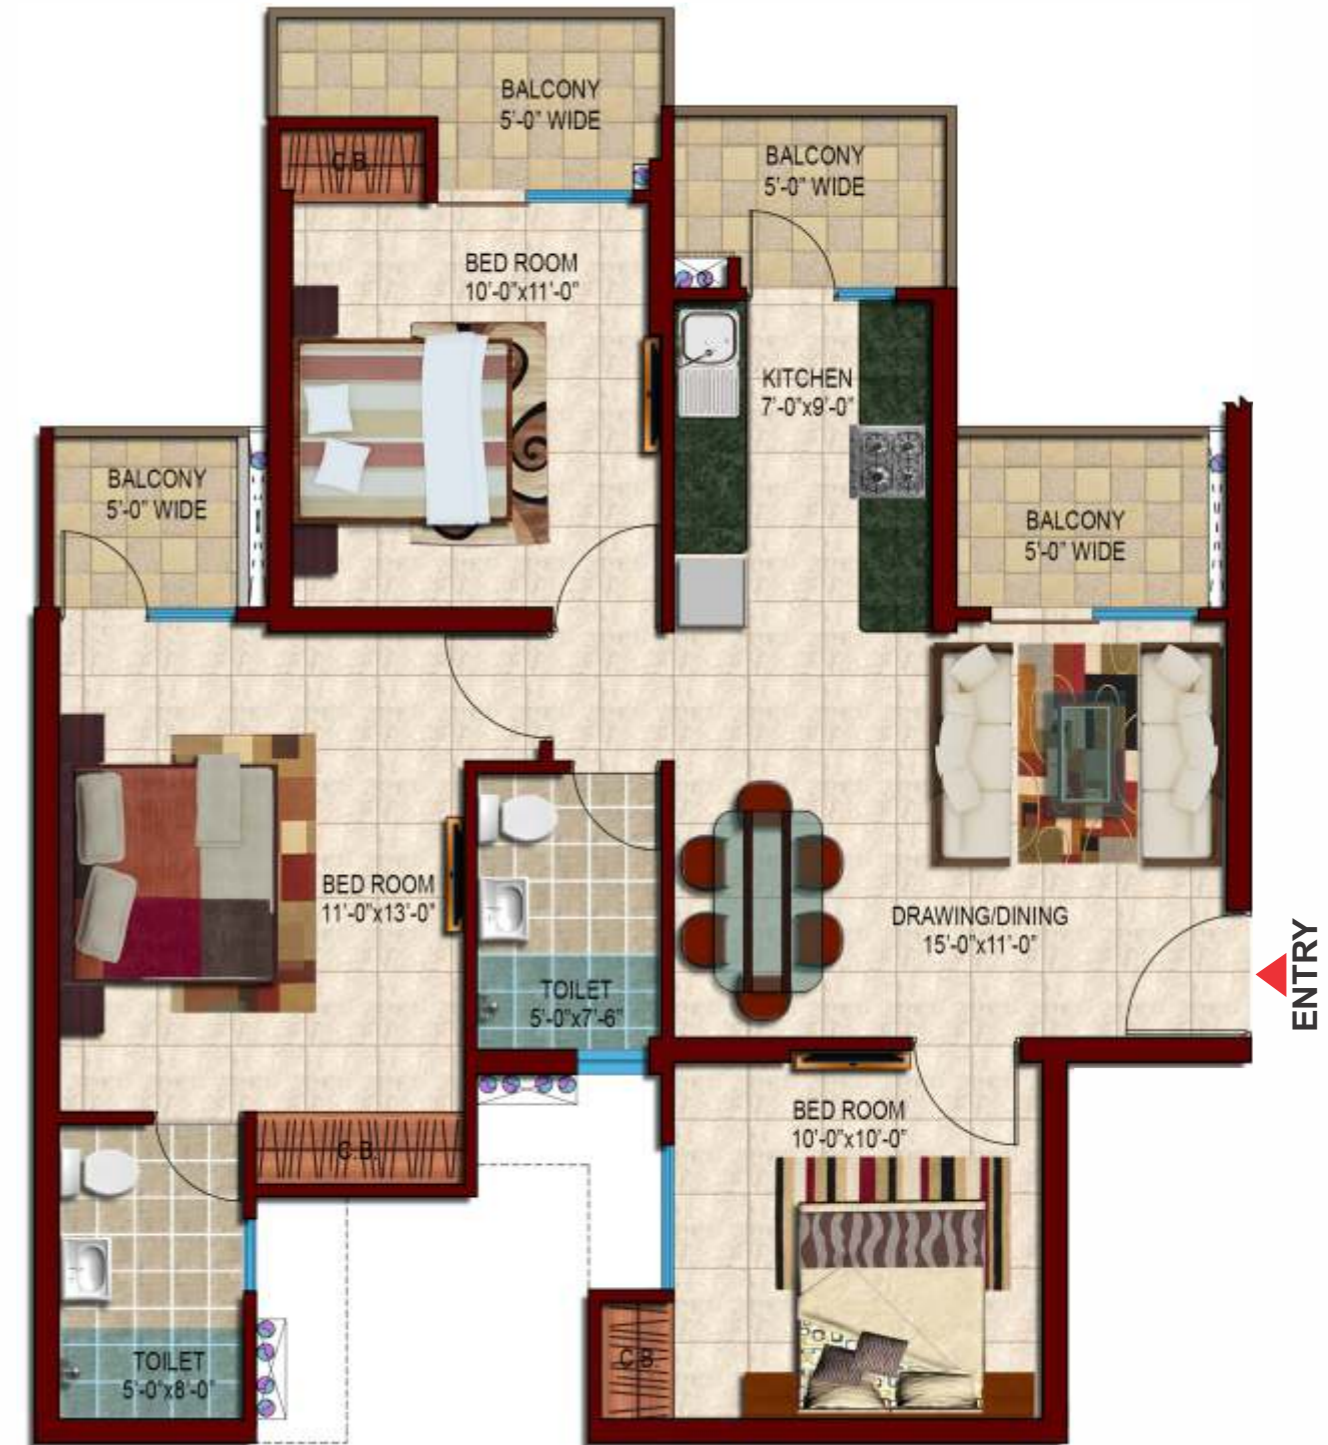 BALCONY
5'-0" WIDE
C.B.
BALCONY
5'-0" WIDE
BED ROOM
10'-0"x11'-0"
KITCHEN
7'-0"x9'-0"
BALCONY
5'-0" WIDE
BALCONY
5'-0" WIDE
BED ROOM
11'-0"x13'-0"
DRAWING/DINING
15'-0"x11'-0"
ENTRY
TOILET
5'-0"x7'-6"
BED ROOM
10'-0"x10'-0"
C.B.
TOILET
5'-0"x8'-0"
C.B.